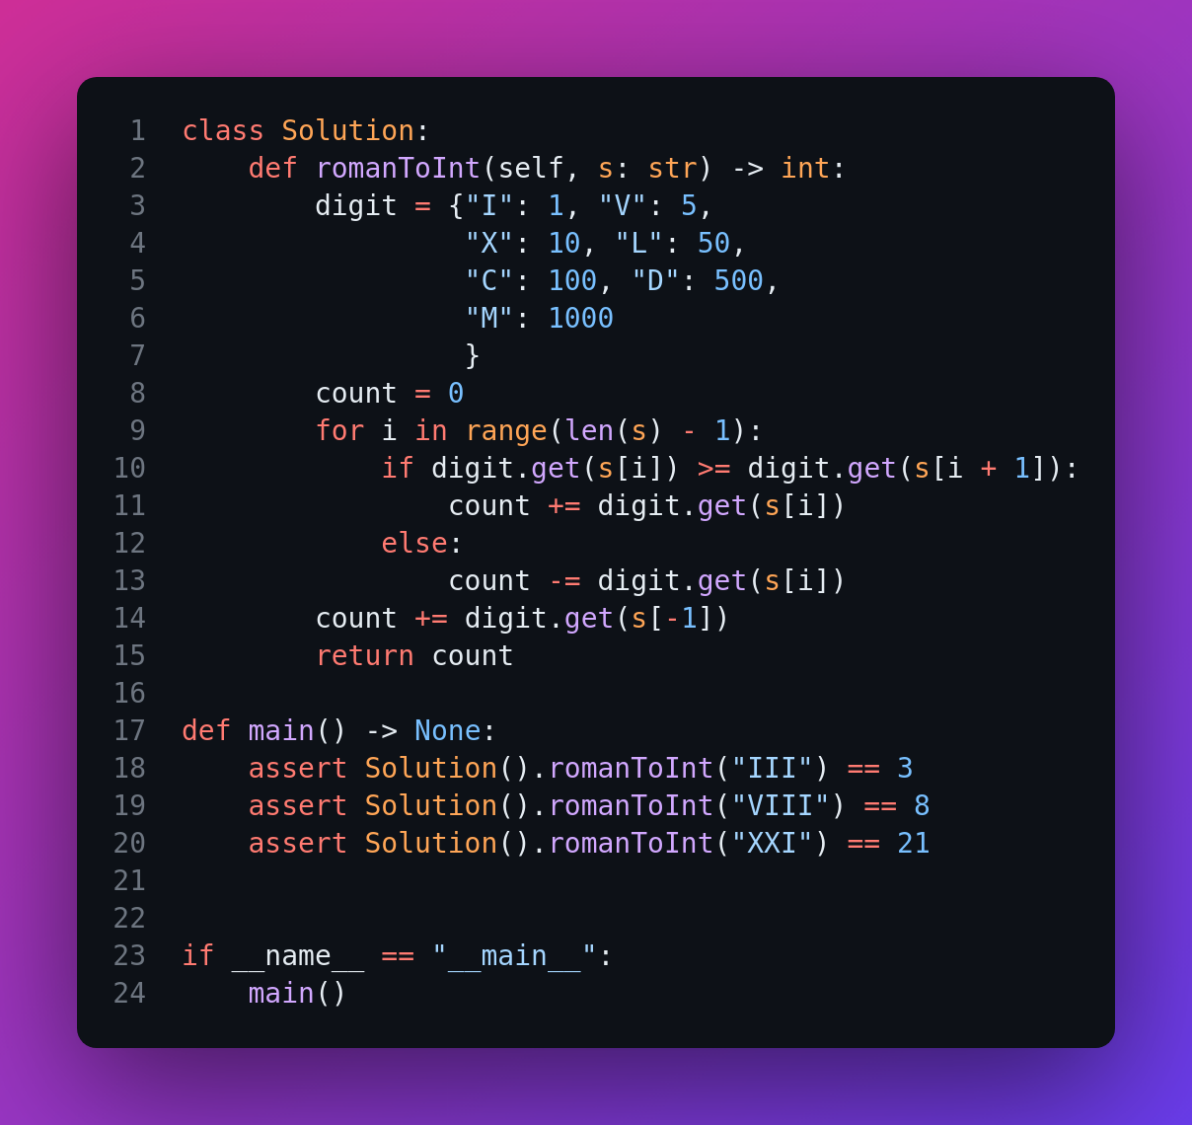 1 class Solution:
2     def romanToInt(self, s: str) -> int:
3         digit = {"I": 1, "V": 5,
4                  "X": 10, "L": 50,
5                  "C": 100, "D": 500,
6                  "M": 1000
7                  }
8         count = 0
9         for i in range(len(s) - 1):
10             if digit.get(s[i]) >= digit.get(s[i + 1]):
11                 count += digit.get(s[i])
12             else:
13                 count -= digit.get(s[i])
14         count += digit.get(s[-1])
15         return count
16
17 def main() -> None:
18     assert Solution().romanToInt("III") == 3
19     assert Solution().romanToInt("VIII") == 8
20     assert Solution().romanToInt("XXI") == 21
21
22
23 if __name__ == "__main__":
24     main()